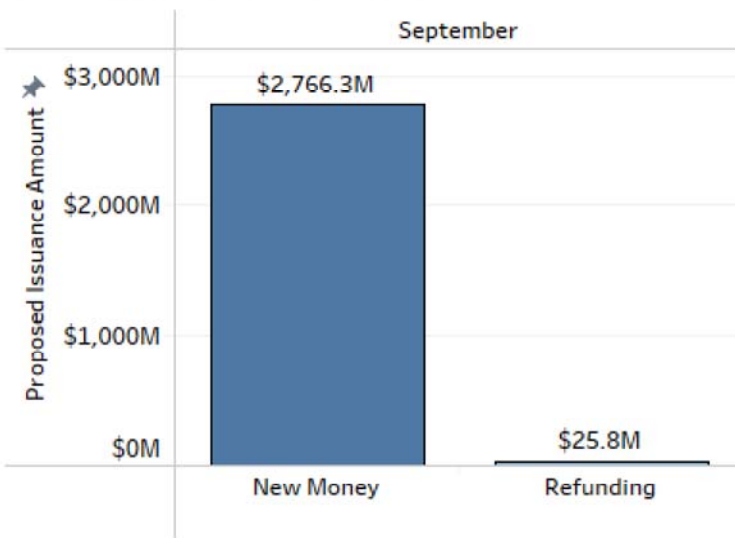 September
Proposed Issuance Amount
$3,000M
$2,000M
$1,000M
$0M
$2,766.3M
$25.8M
New Money
Refunding